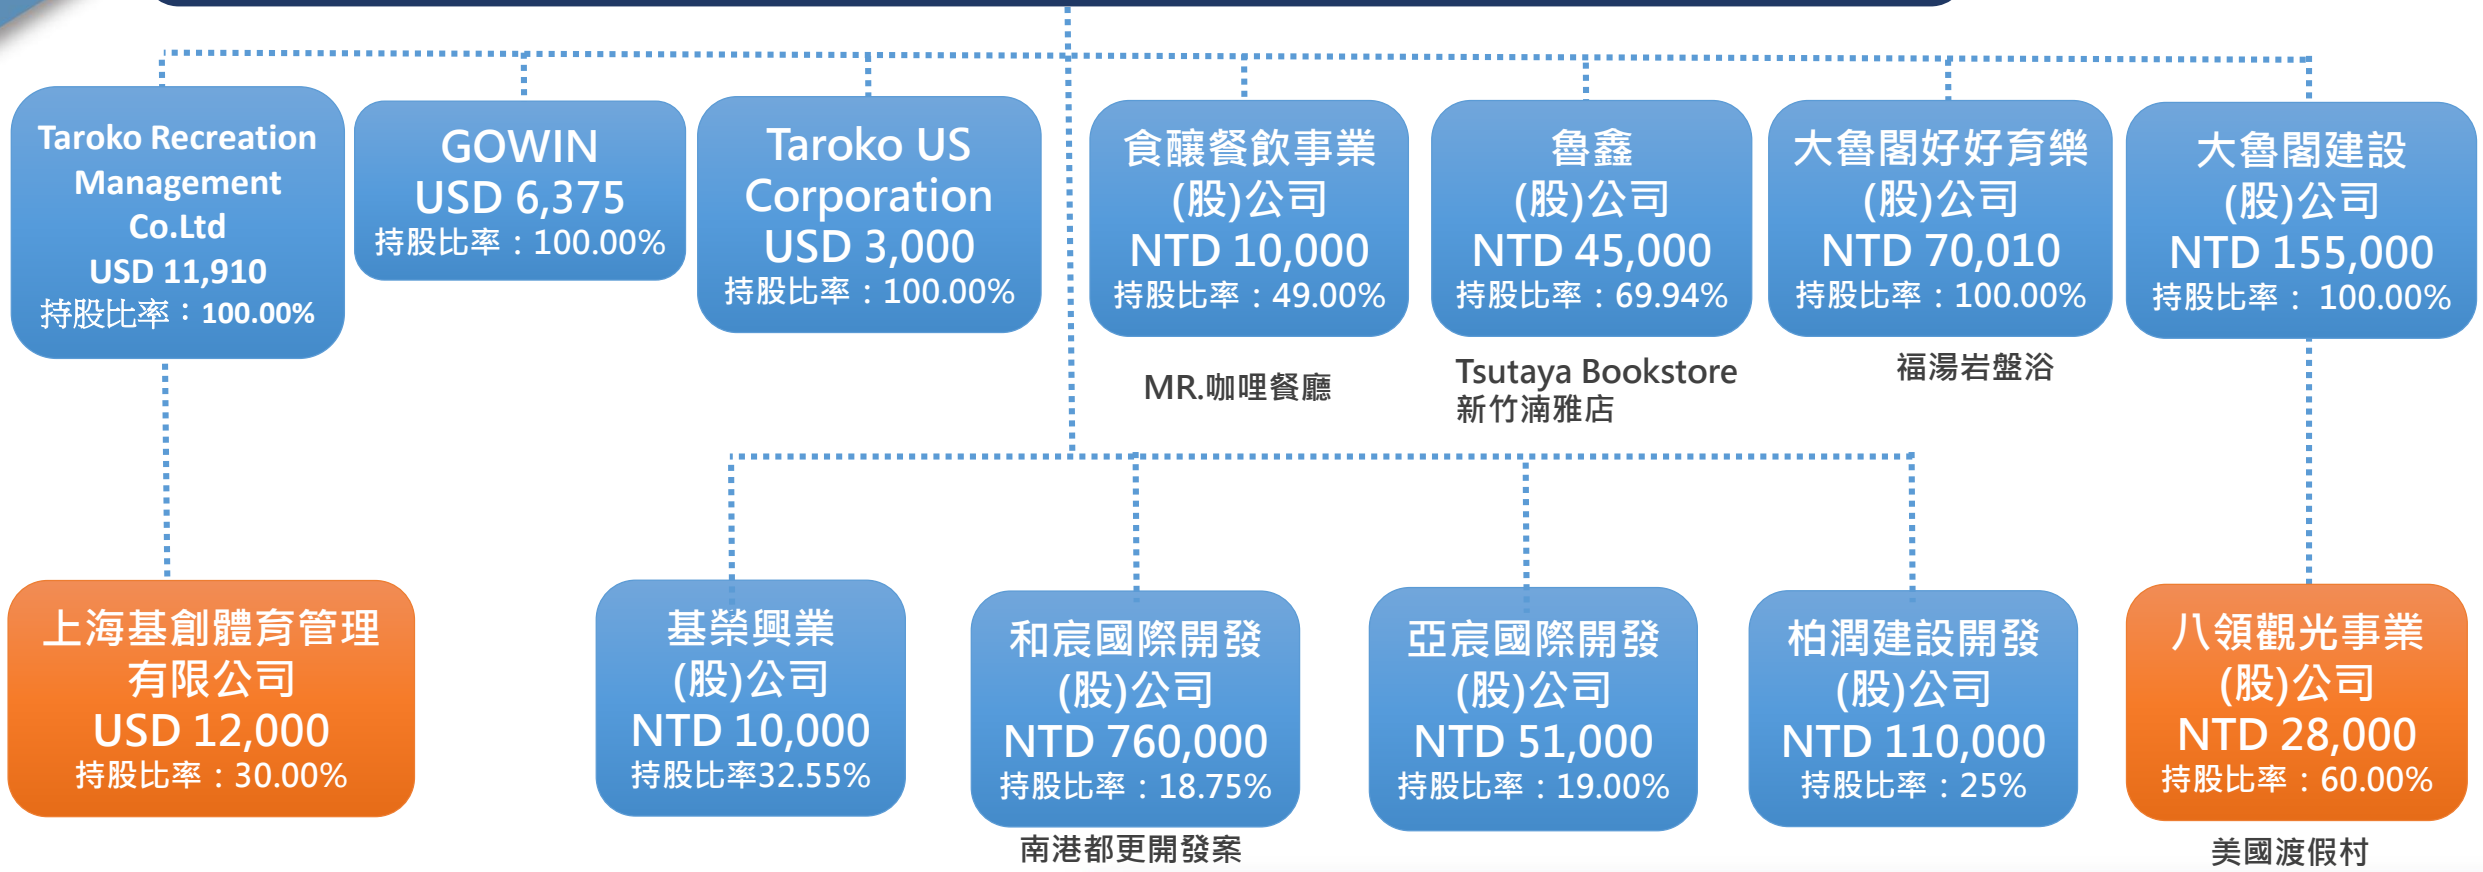 Taroko Recreation
Management
Co.Ltd
USD 11,910
持股比率：100.00%
GOWIN
USD 6,375
持股比率：100.00%
Taroko US
Corporation
USD 3,000
持股比率：100.00%
食釀餐飲事業
(股)公司
NTD 10,000
持股比率：49.00%
魯鑫
(股)公司
NTD 45,000
持股比率：69.94%
大魯閣好好育樂
(股)公司
NTD 70,010
持股比率：100.00%
大魯閣建設
(股)公司
NTD 155,000
持股比率： 100.00%
MR.咖哩餐廳
Tsutaya Bookstore
新竹湳雅店
福湯岩盤浴
上海基創體育管理
有限公司
USD 12,000
持股比率：30.00%
基榮興業
(股)公司
NTD 10,000
持股比率32.55%
和宸國際開發
(股)公司
NTD 760,000
持股比率：18.75%
亞宸國際開發
(股)公司
NTD 51,000
持股比率：19.00%
柏潤建設開發
(股)公司
NTD 110,000
持股比率：25%
八領觀光事業
(股)公司
NTD 28,000
持股比率：60.00%
南港都更開發案
美國渡假村